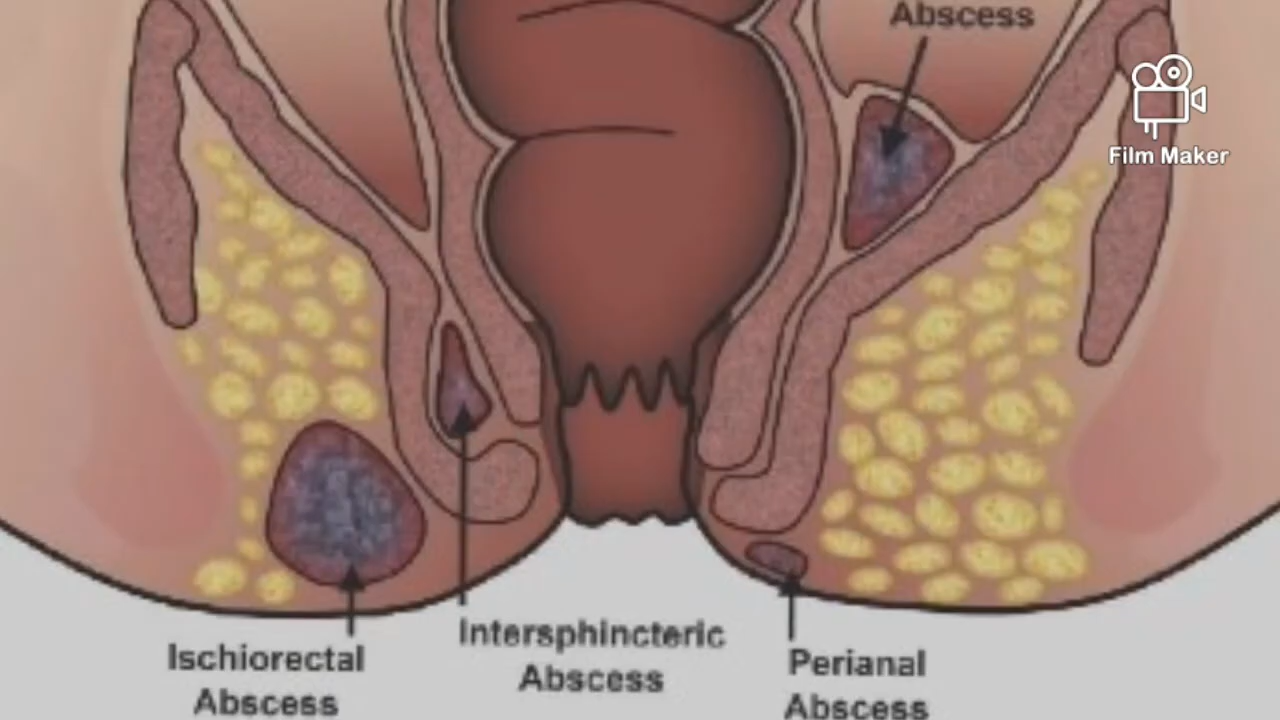 Abscess
Film Maker
Ischiorectal
Abscess
Intersphincteric
Abscess
Perianal
Abscess